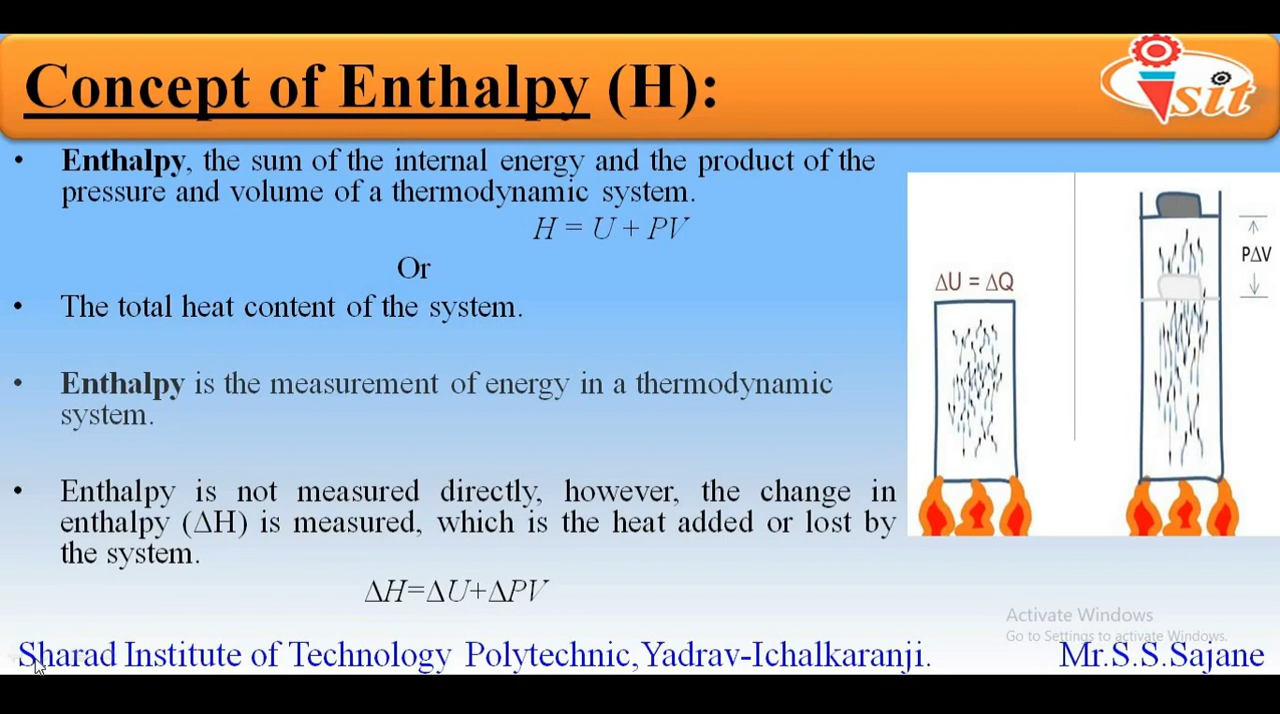 Concept of Enthalpy (H):
sit
• Enthalpy, the sum of the internal energy and the product of the
pressure and volume of a thermodynamic system.
H = U + PV
Or
• The total heat content of the system.
• Enthalpy is the measurement of energy in a thermodynamic
system.
• Enthalpy is not measured directly, however, the change in
enthalpy (ΔH) is measured, which is the heat added or lost by
the system.
ΔH=ΔU+ΔPV
ΔU = ΔQ
PΔV
Activate Windows
Go to Settings to activate Windows.
Sharad Institute of Technology Polytechnic, Yadrav-Ichalkaranji.
Mr.S.S.Sajane